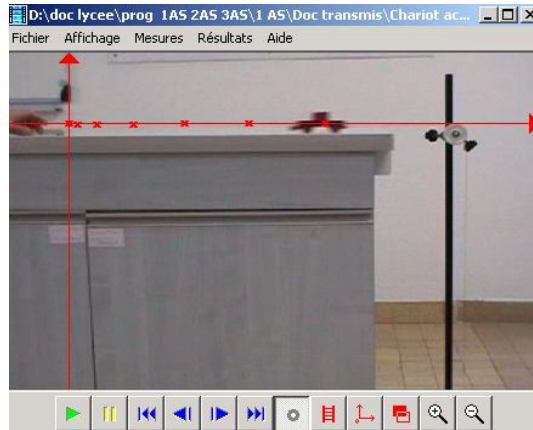 D:\doc lycee\prog 1AS 2AS 3AS\1 AS\Doc transmis\Chariot ac...
Fichier Affichage Mesures Résultats Aide